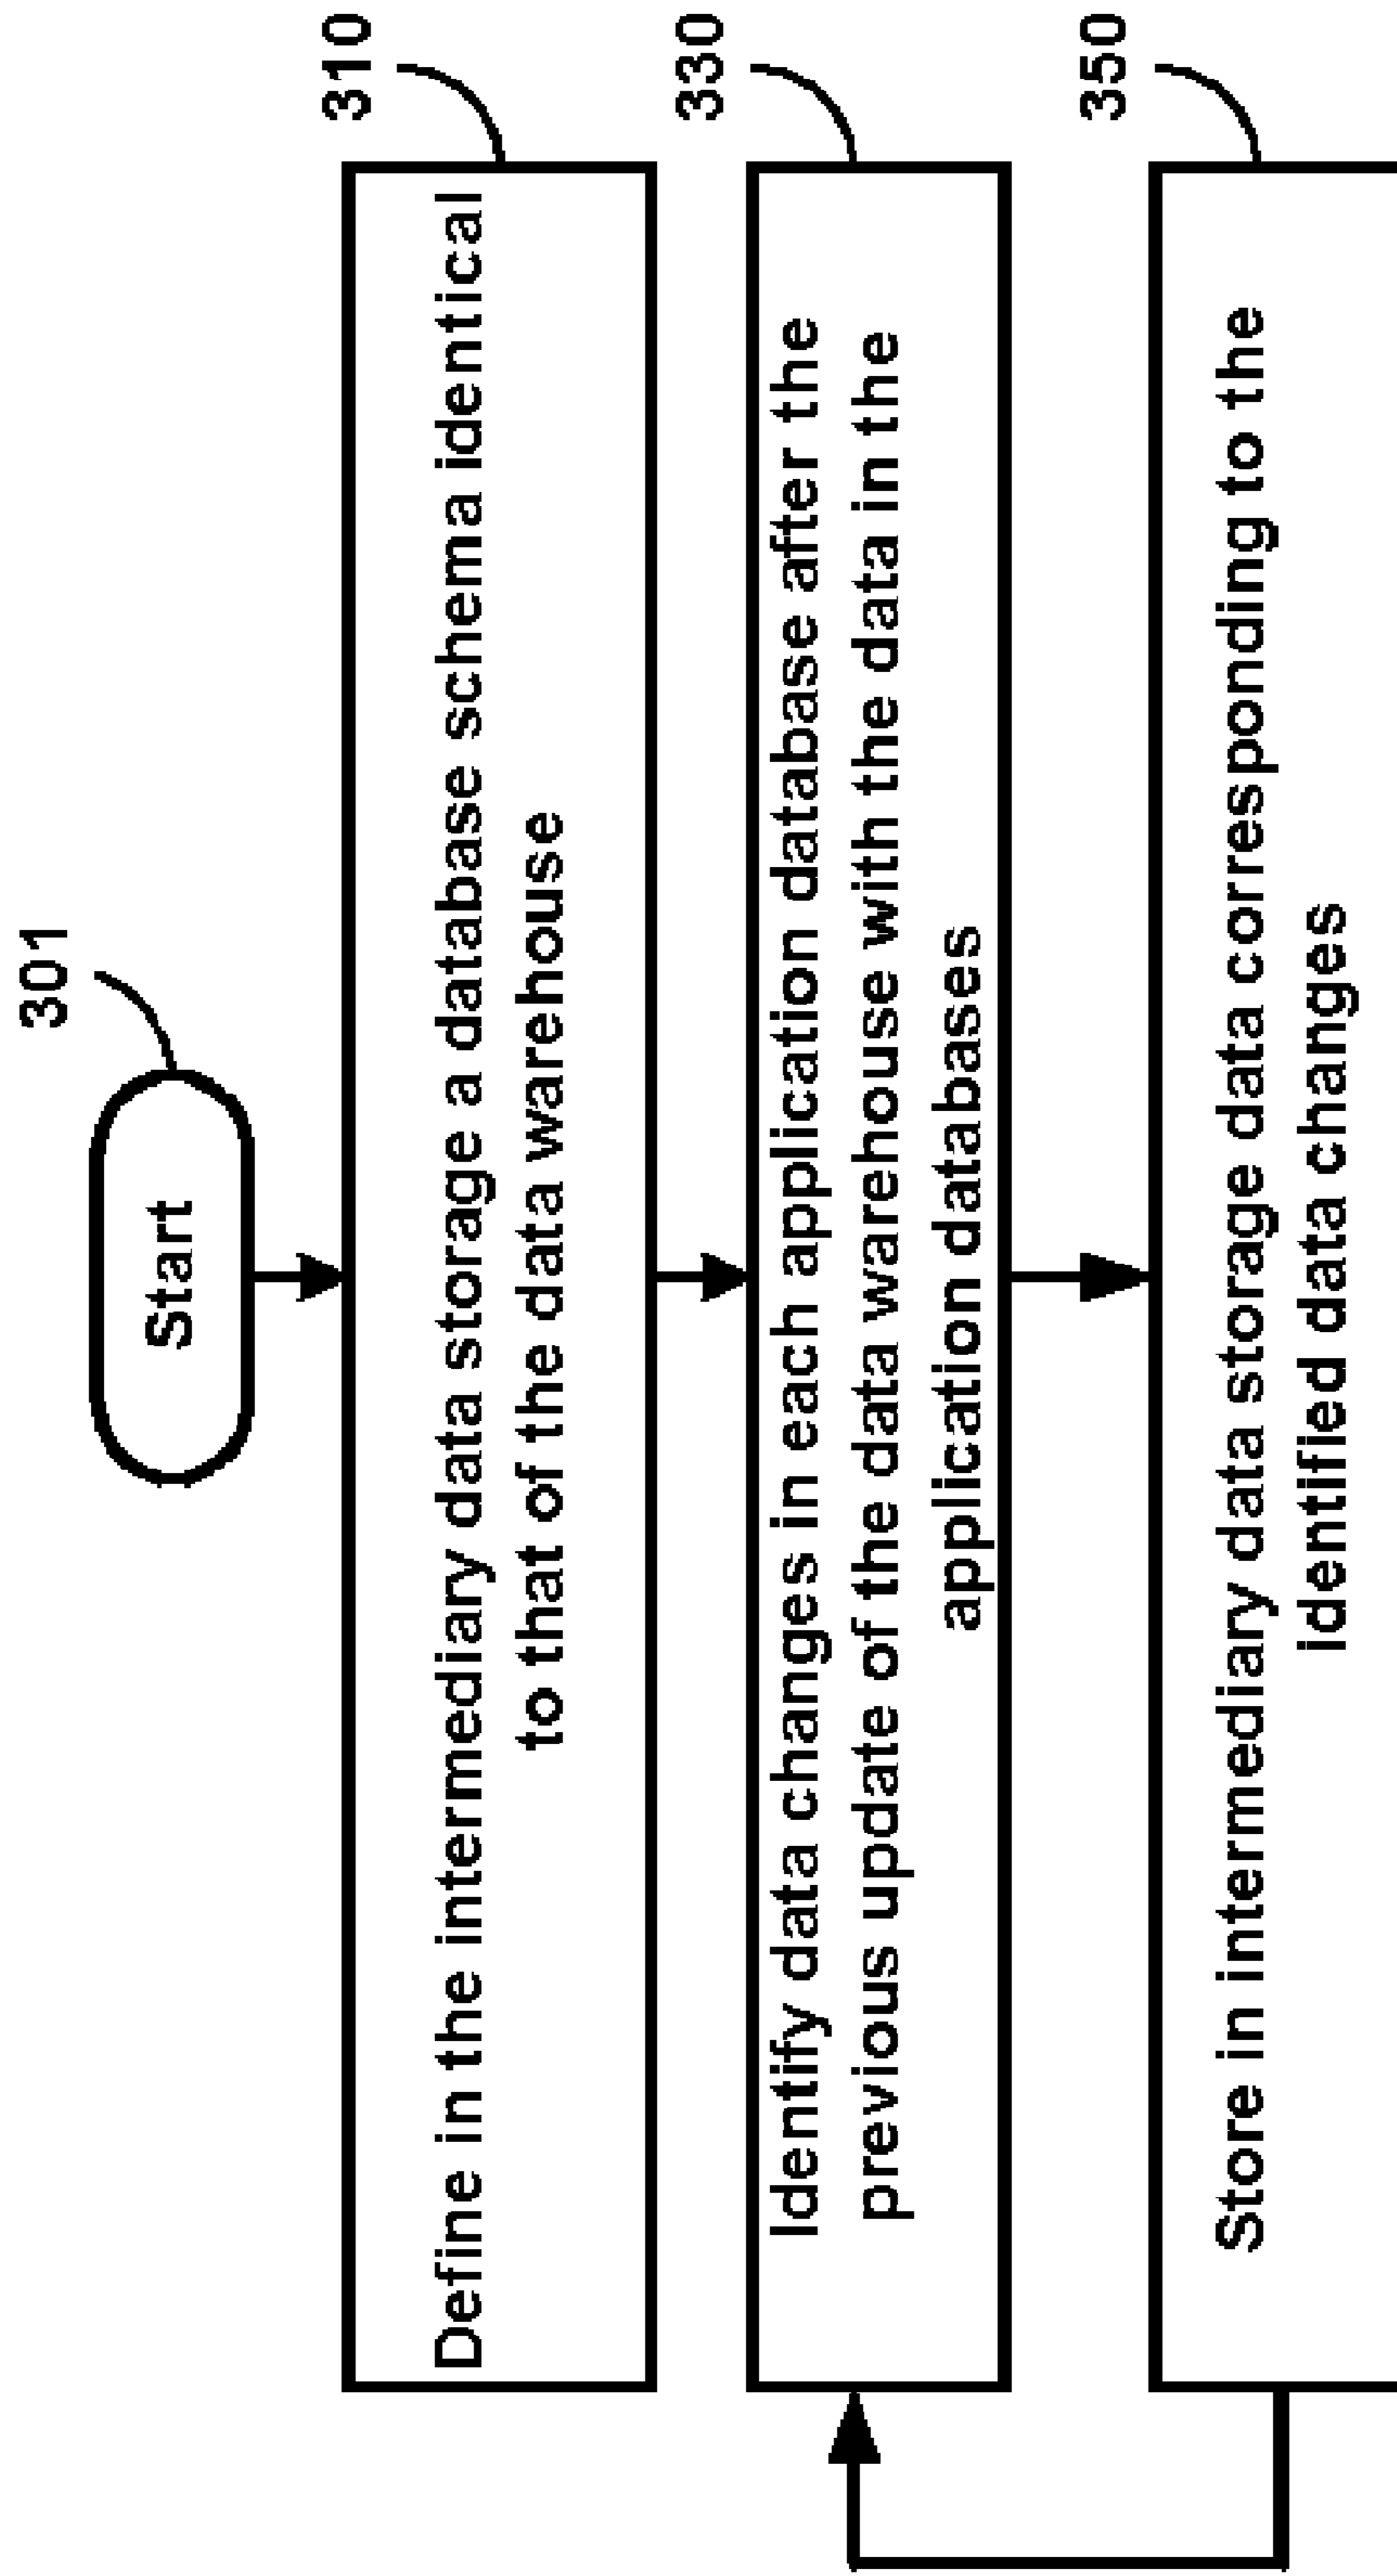 301
Start
310
Define in the intermediary data storage a database schema identical
to that of the data warehouse
330
Identify data changes in each application database after the
previous update of the data warehouse with the data in the
application databases
350
Store in intermediary data storage data corresponding to the
identified data changes